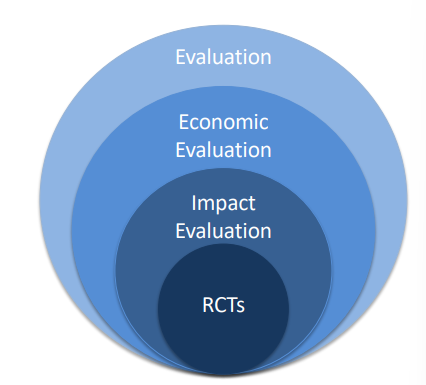 Evaluation
Economic
Evaluation
Impact
Evaluation
RCTs